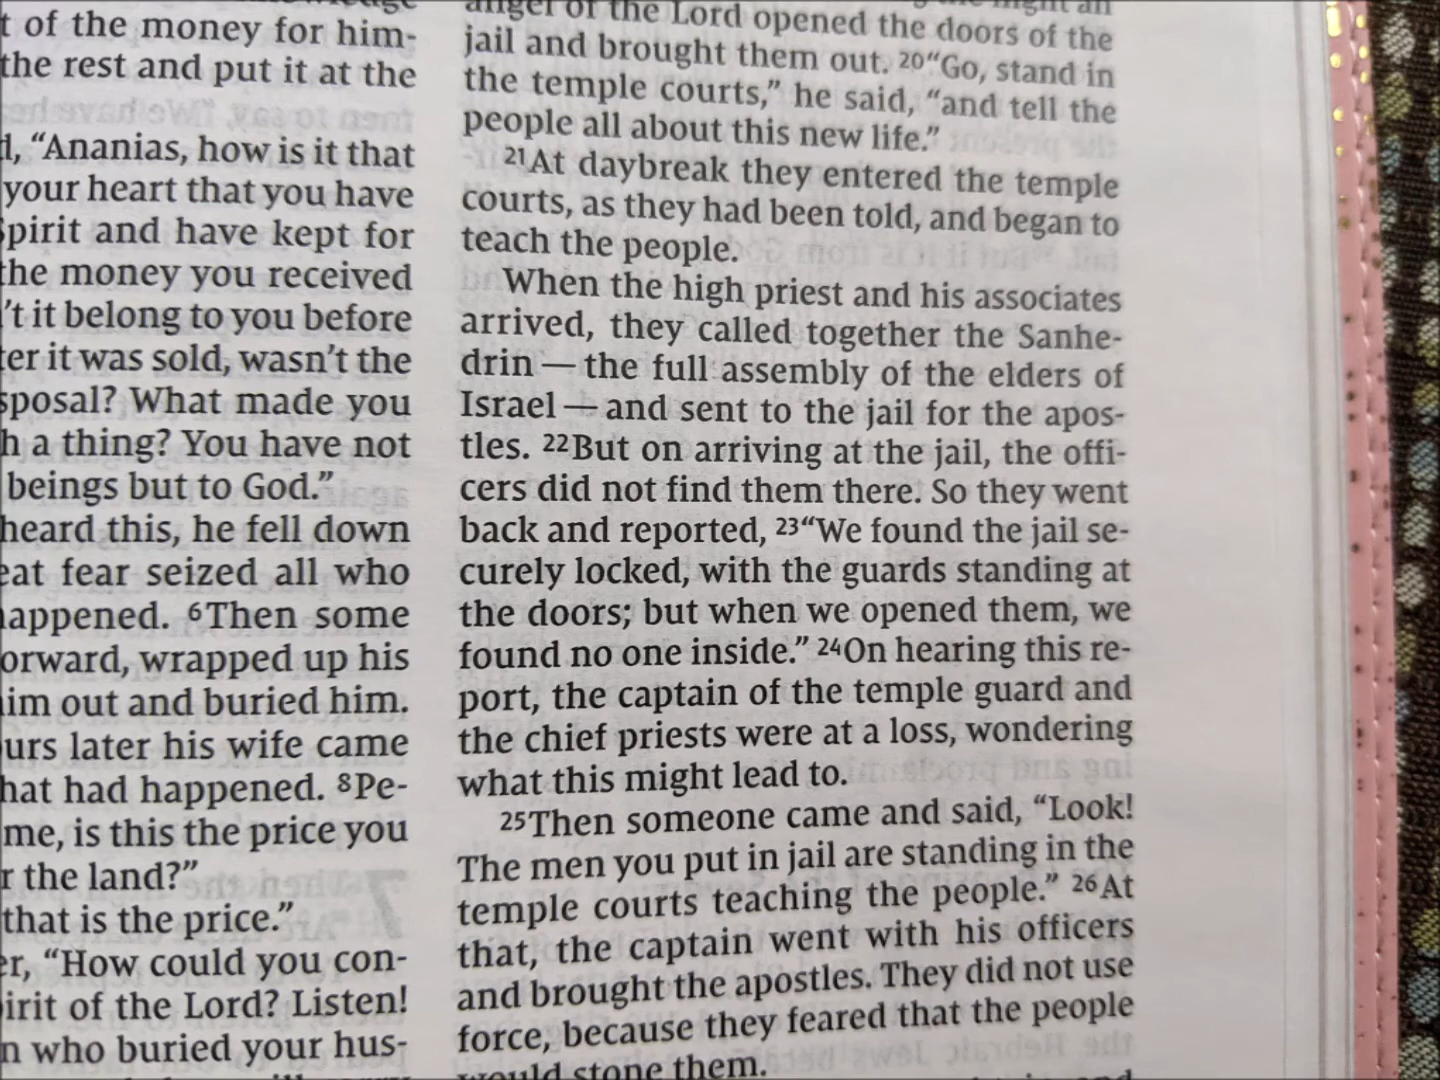 t of the money for him-
the rest and put it at the
d, “Ananias, how is it that
your heart that you have
Spirit and have kept for
the money you received
’t it belong to you before
ter it was sold, wasn’t the
sposal? What made you
h a thing? You have not
beings but to God.”
heard this, he fell down
eat fear seized all who
happened. 6Then some
orward, wrapped up his
im out and buried him.
urs later his wife came
hat had happened. 8Pe-
me, is this the price you
r the land?”
that is the price.”
er, “How could you con-
pirit of the Lord? Listen!
n who buried your hus-
angel of the Lord opened the doors of the
jail and brought them out. 20“Go, stand in
the temple courts,” he said, “and tell the
people all about this new life.”
21At daybreak they entered the temple
courts, as they had been told, and began to
teach the people.
When the high priest and his associates
arrived, they called together the Sanhe-
drin — the full assembly of the elders of
Israel — and sent to the jail for the apos-
tles. 22But on arriving at the jail, the offi-
cers did not find them there. So they went
back and reported, 23“We found the jail se-
curely locked, with the guards standing at
the doors; but when we opened them, we
found no one inside.” 24On hearing this re-
port, the captain of the temple guard and
the chief priests were at a loss, wondering
what this might lead to.
25Then someone came and said, “Look!
The men you put in jail are standing in the
temple courts teaching the people.” 26At
that, the captain went with his officers
and brought the apostles. They did not use
force, because they feared that the people
would stone them.